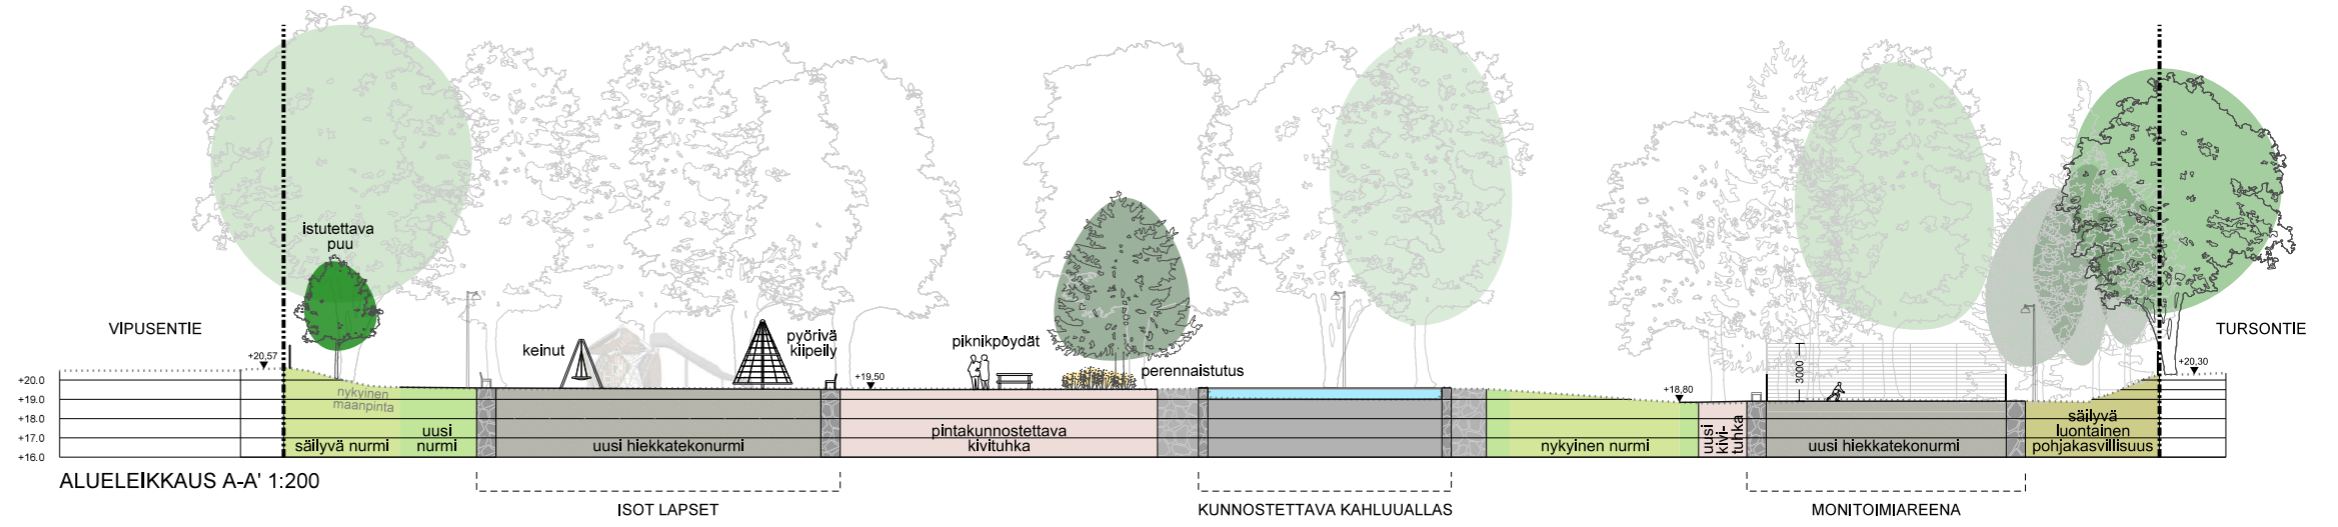 istutettava
puu
VIPUSENTIE
TURSONTIE
keinut
pyörivä
kiipeily
piknikpöydät
perennaistutus
+20,57
+19,50
+18,80
+20,30
3000
+20.0
+19.0
+18.0
+17.0
+16.0
nykyinen
maanpinta
säilyvä nurmi
uusi
nurmi
uusi hiekkatekonurmi
pintakunnostettava
kivituhka
nykyinen nurmi
uusi
kivi-
tuhka
uusi hiekkatekonurmi
säilyvä
luontainen
pohjakasvillisuus
ALUELEIKKAUS A-A' 1:200
ISOT LAPSET
KUNNOSTETTAVA KAHLUUALLAS
MONITOIMIAREENA